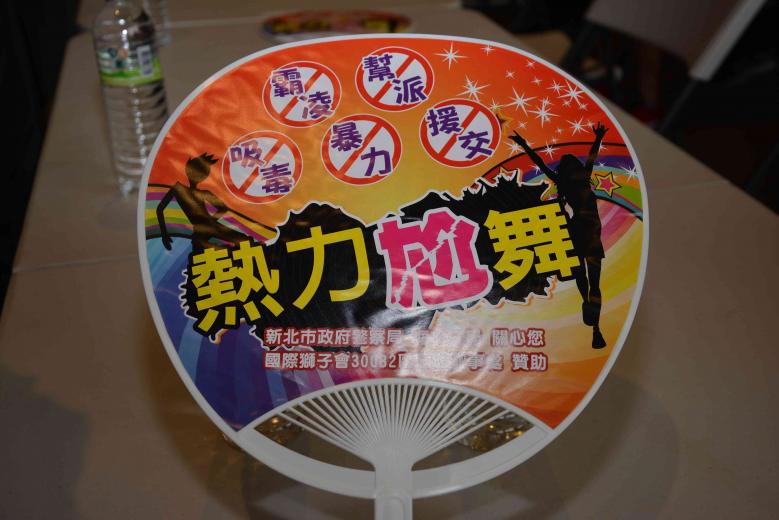 霸凌
幫派
吸毒
暴力
援交
熱力尬舞
新北市政府警察局 關心您
國際獅子會300B2區 贊助